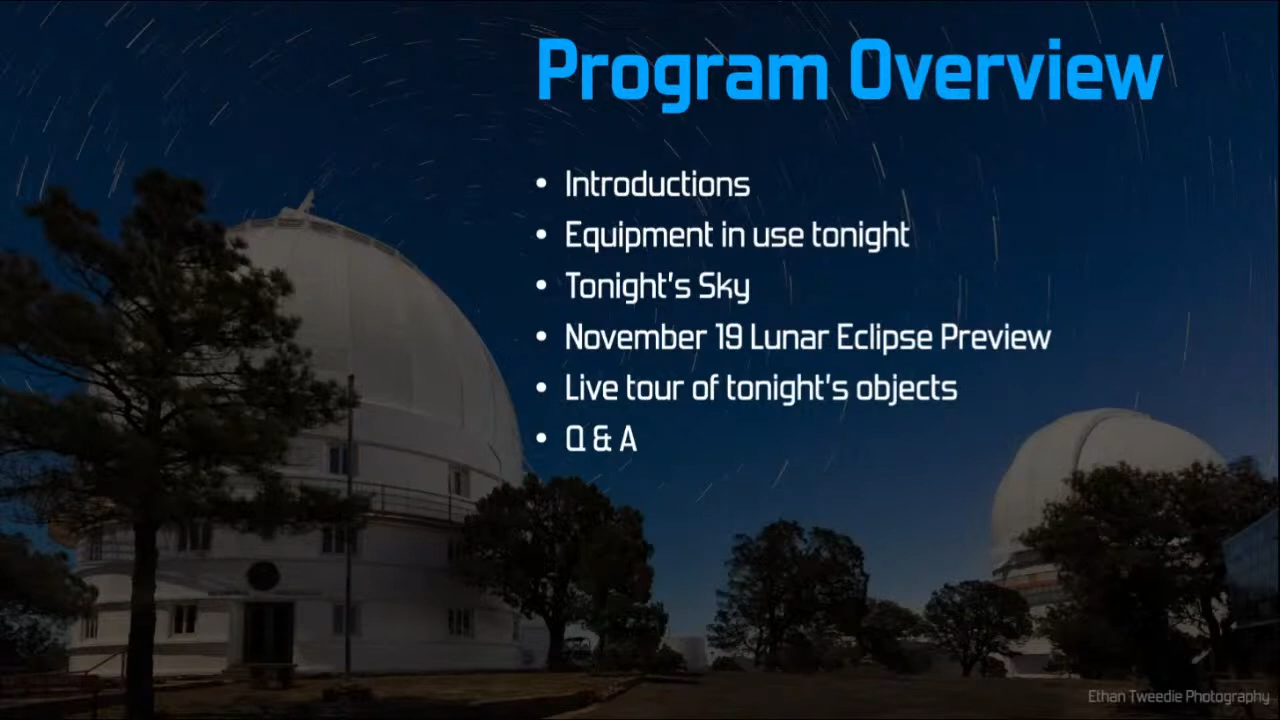 Program Overview
• Introductions
• Equipment in use tonight
• Tonight's Sky
• November 19 Lunar Eclipse Preview
• Live tour of tonight's objects
• Q & A
Ethan Tweedie Photography